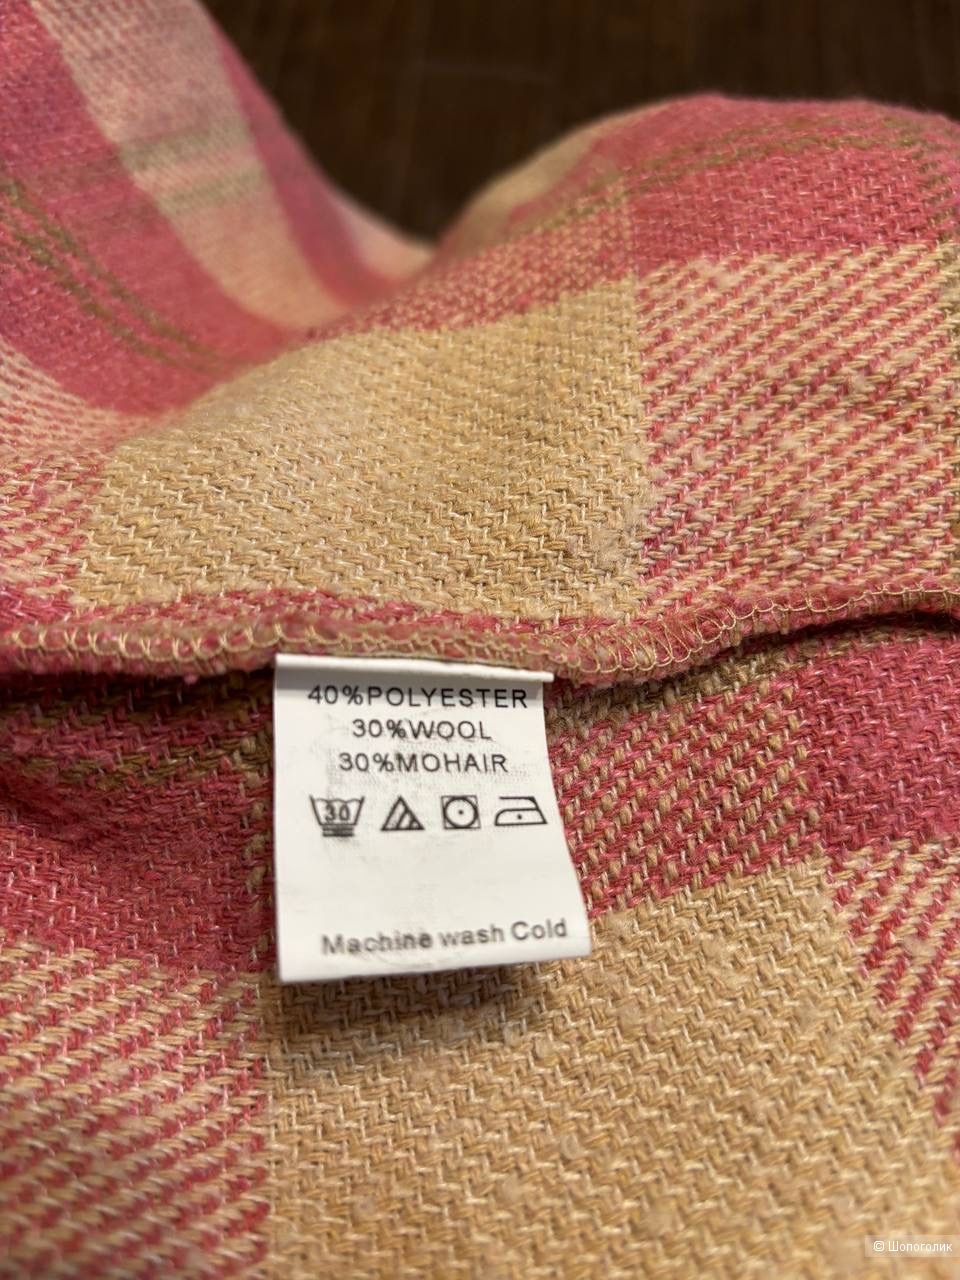 40%POLYESTER
30%WOOL
30%MOHAIR
30
Machine wash Cold
© Шопоголик